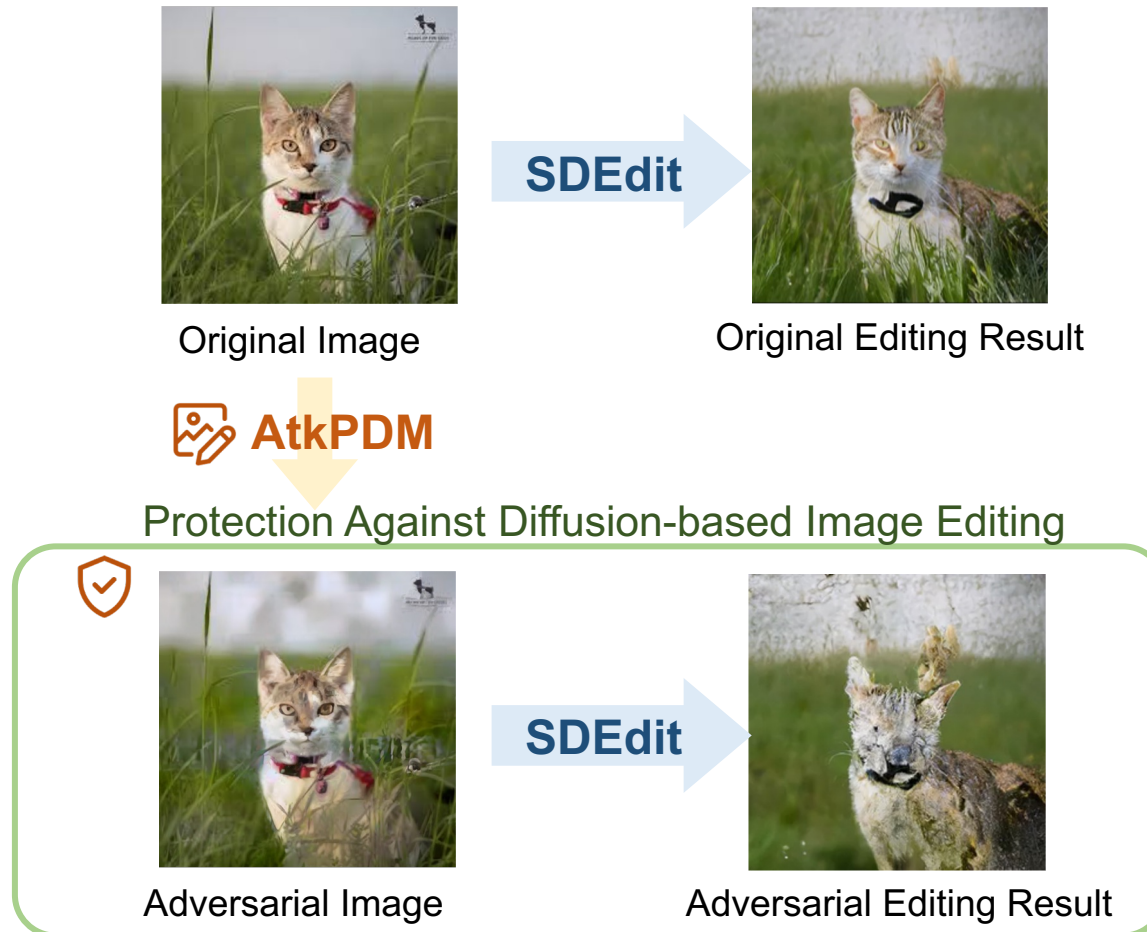 SDEdit
Original Image
Original Editing Result
AtkPDM
Protection Against Diffusion-based Image Editing
SDEdit
Adversarial Image
Adversarial Editing Result